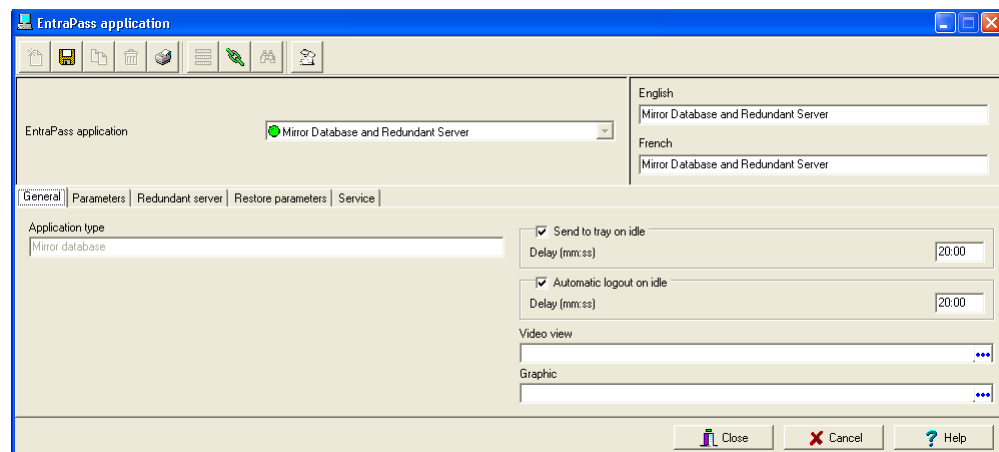 EntraPass application
English
Mirror Database and Redundant Server
EntraPass application
Mirror Database and Redundant Server
French
Mirror Database and Redundant Server
General Parameters Redundant server Restore parameters Service
Application type
Mirror database
Send to tray on idle
Delay (mm:ss) 20:00
Automatic logout on idle
Delay (mm:ss) 20:00
Video view
Graphic
Close Cancel Help